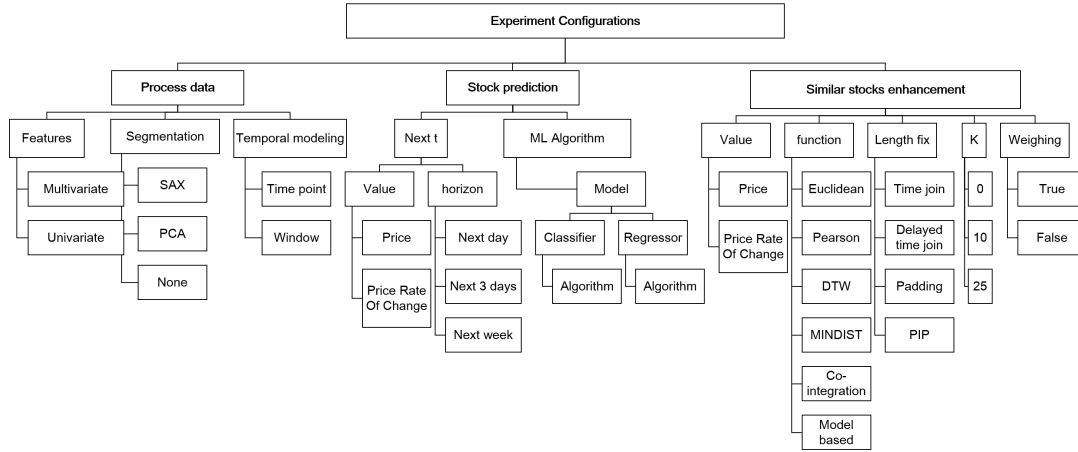 Experiment Configurations
Process data
Stock prediction
Similar stocks enhancement
Features
Segmentation
Temporal modeling
Next t
ML Algorithm
Value
function
Length fix
K
Weighing
Multivariate
Univariate
SAX
PCA
None
Time point
Window
Value
horizon
Price
Price Rate
Of Change
Next day
Next 3 days
Next week
Model
Classifier
Regressor
Algorithm
Algorithm
Price
Price Rate
Of Change
Euclidean
Pearson
DTW
MINDIST
Co-
integration
Model
based
Time join
Delayed
time join
Padding
PIP
0
10
25
True
False